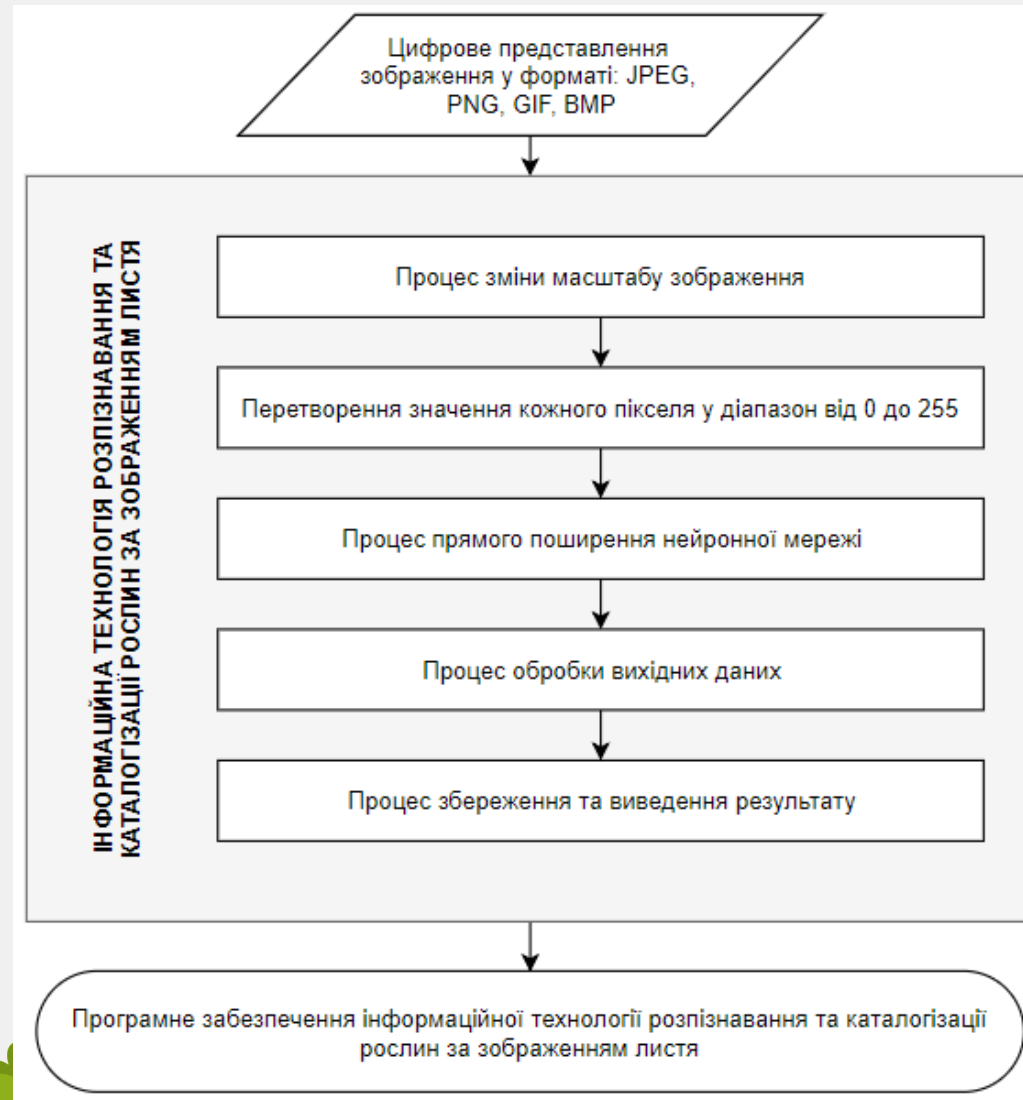 Цифрове представлення
зображення у форматі: JPEG,
PNG, GIF, BMP
ІНФОРМАЦІЙНА ТЕХНОЛОГІЯ РОЗПІЗНАВАННЯ ТА
КАТАЛОГІЗАЦІЇ РОСЛИН ЗА ЗОБРАЖЕННЯМ ЛИСТЯ
Процес зміни масштабу зображення
Перетворення значення кожного пікселя у діапазон від 0 до 255
Процес прямого поширення нейронної мережі
Процес обробки вихідних даних
Процес збереження та виведення результату
Програмне забезпечення інформаційної технології розпізнавання та каталогізації
рослин за зображенням листя